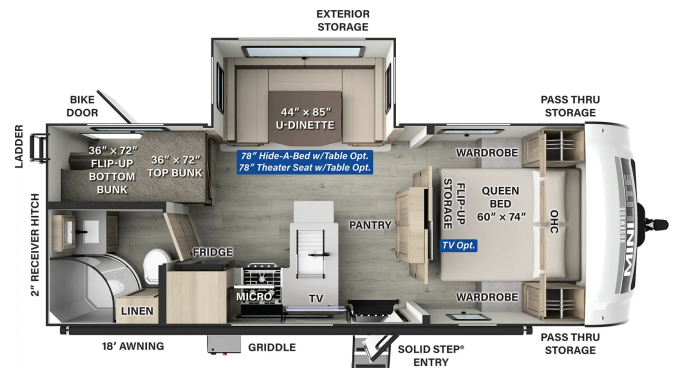 EXTERIOR
STORAGE
BIKE
DOOR
PASS THRU
STORAGE
LADDER
44" x 85"
U-DINETTE
36" x 72"
FLIP-UP
BOTTOM
BUNK
36" x 72"
TOP BUNK
78" Hide-A-Bed w/Table Opt.
78" Theater Seat w/Table Opt.
WARDROBE
FLIP-UP
STORAGE
QUEEN
BED
60" x 74"
OHC
TV Opt.
PANTRY
2" RECEIVER HITCH
FRIDGE
MICRO
TV
LINEN
WARDROBE
MINI LITE
18' AWNING
GRIDDLE
SOLID STEP®
ENTRY
PASS THRU
STORAGE